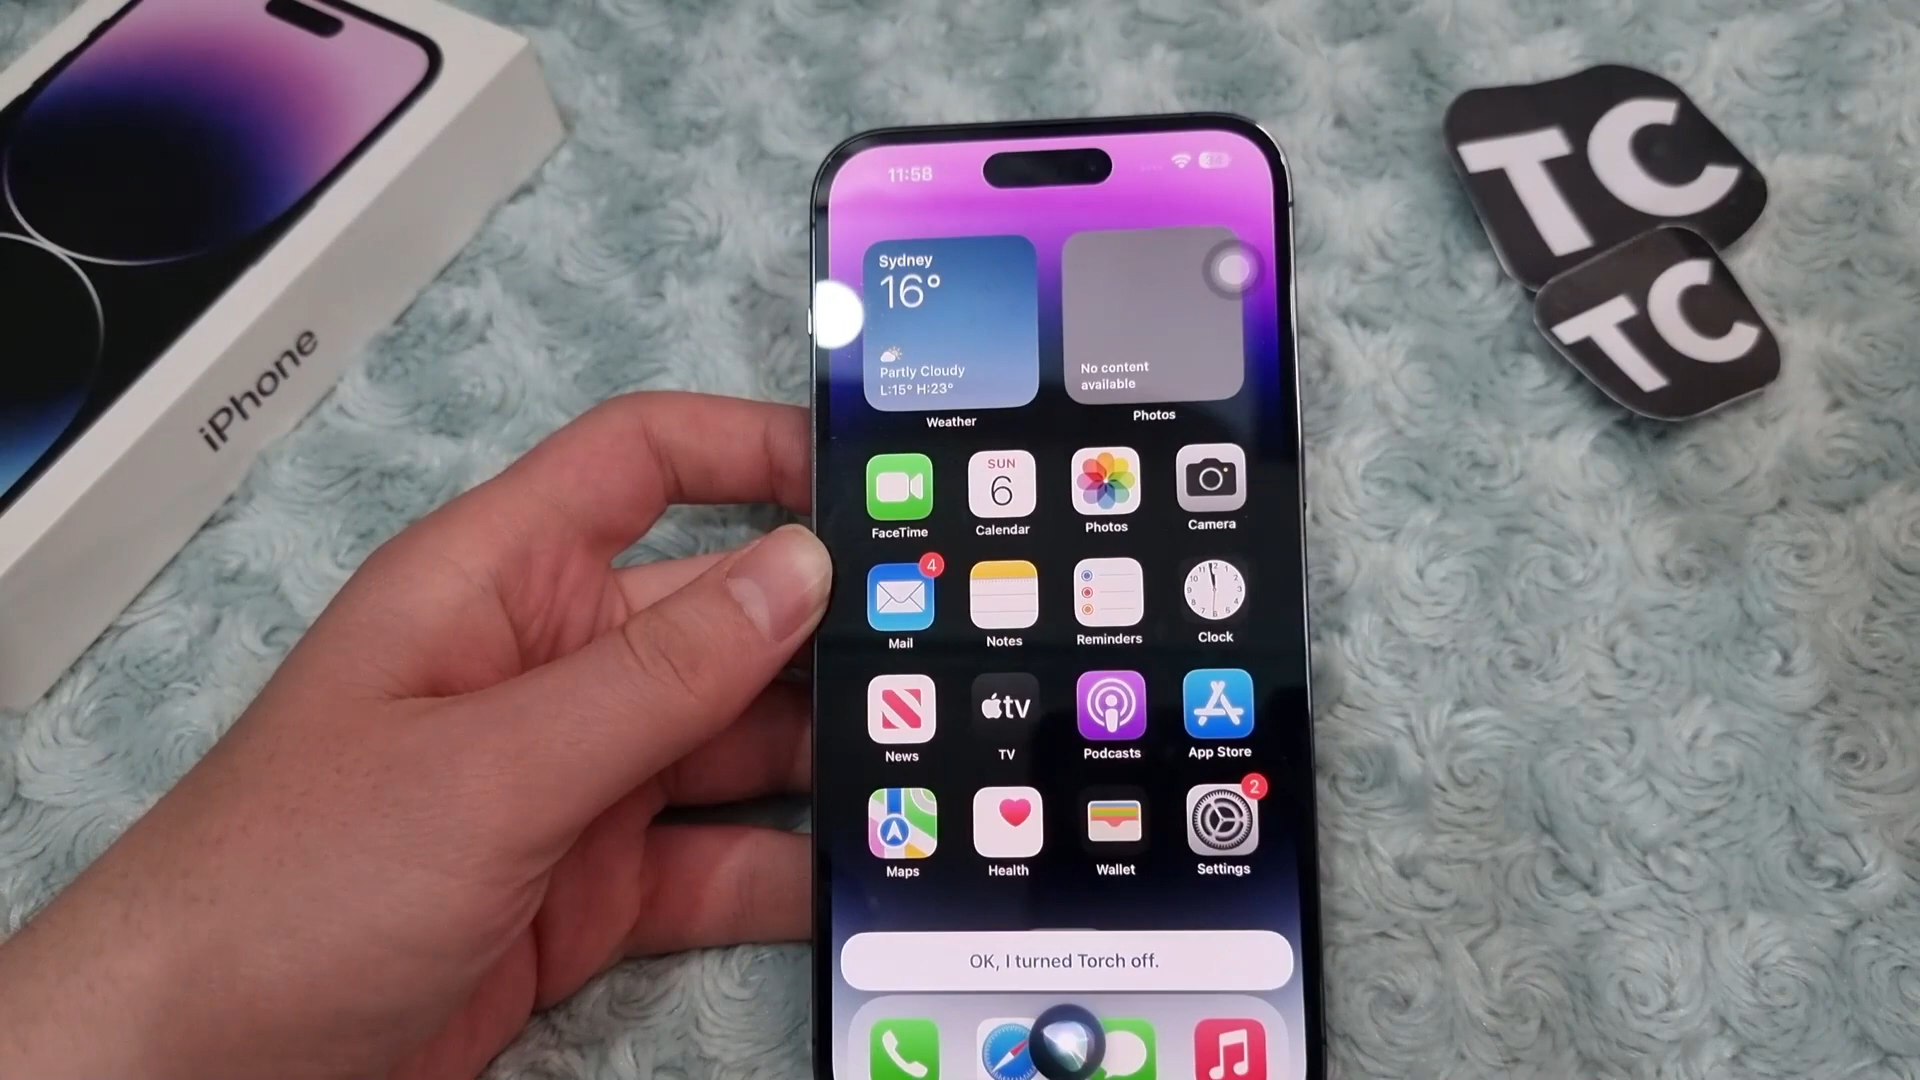 iPhone
TC
TC
11:58
Sydney
16°
Partly Cloudy
L:15° H:23°
Weather
No content
available
Photos
SUN
6
FaceTime
Calendar
Photos
Camera
4
Mail
Notes
Reminders
Clock
News
tv
TV
Podcasts
App Store
2
Maps
Health
Wallet
Settings
OK, I turned Torch off.